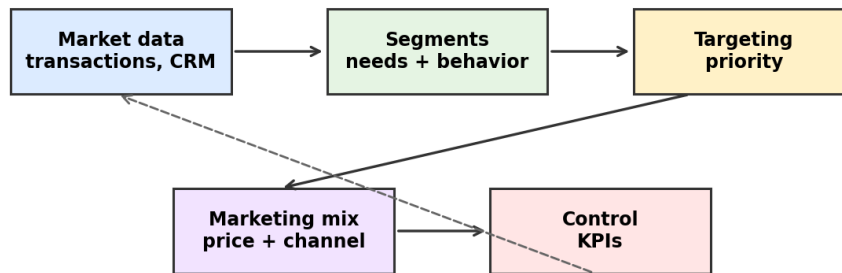 Market data
transactions, CRM
Segments
needs + behavior
Targeting
priority
Marketing mix
price + channel
Control
KPIs